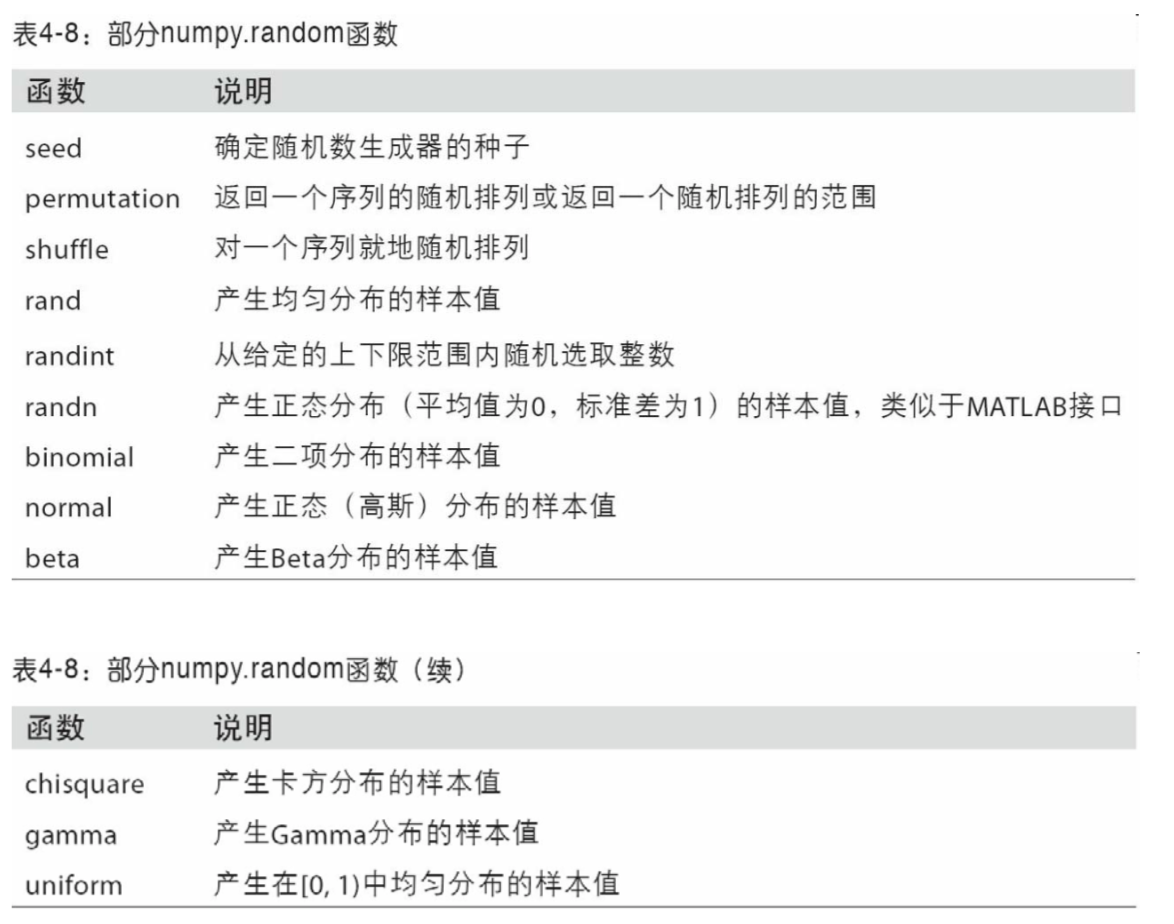 表4-8：部分numpy.random函数
函数 说明
seed 确定随机数生成器的种子
permutation 返回一个序列的随机排列或返回一个随机排列的范围
shuffle 对一个序列就地随机排列
rand 产生均匀分布的样本值
randint 从给定的上下限范围内随机选取整数
randn 产生正态分布（平均值为0，标准差为1）的样本值，类似于MATLAB接口
binomial 产生二项分布的样本值
normal 产生正态（高斯）分布的样本值
beta 产生Beta分布的样本值
表4-8：部分numpy.random函数（续）
函数 说明
chisquare 产生卡方分布的样本值
gamma 产生Gamma分布的样本值
uniform 产生在[0, 1)中均匀分布的样本值